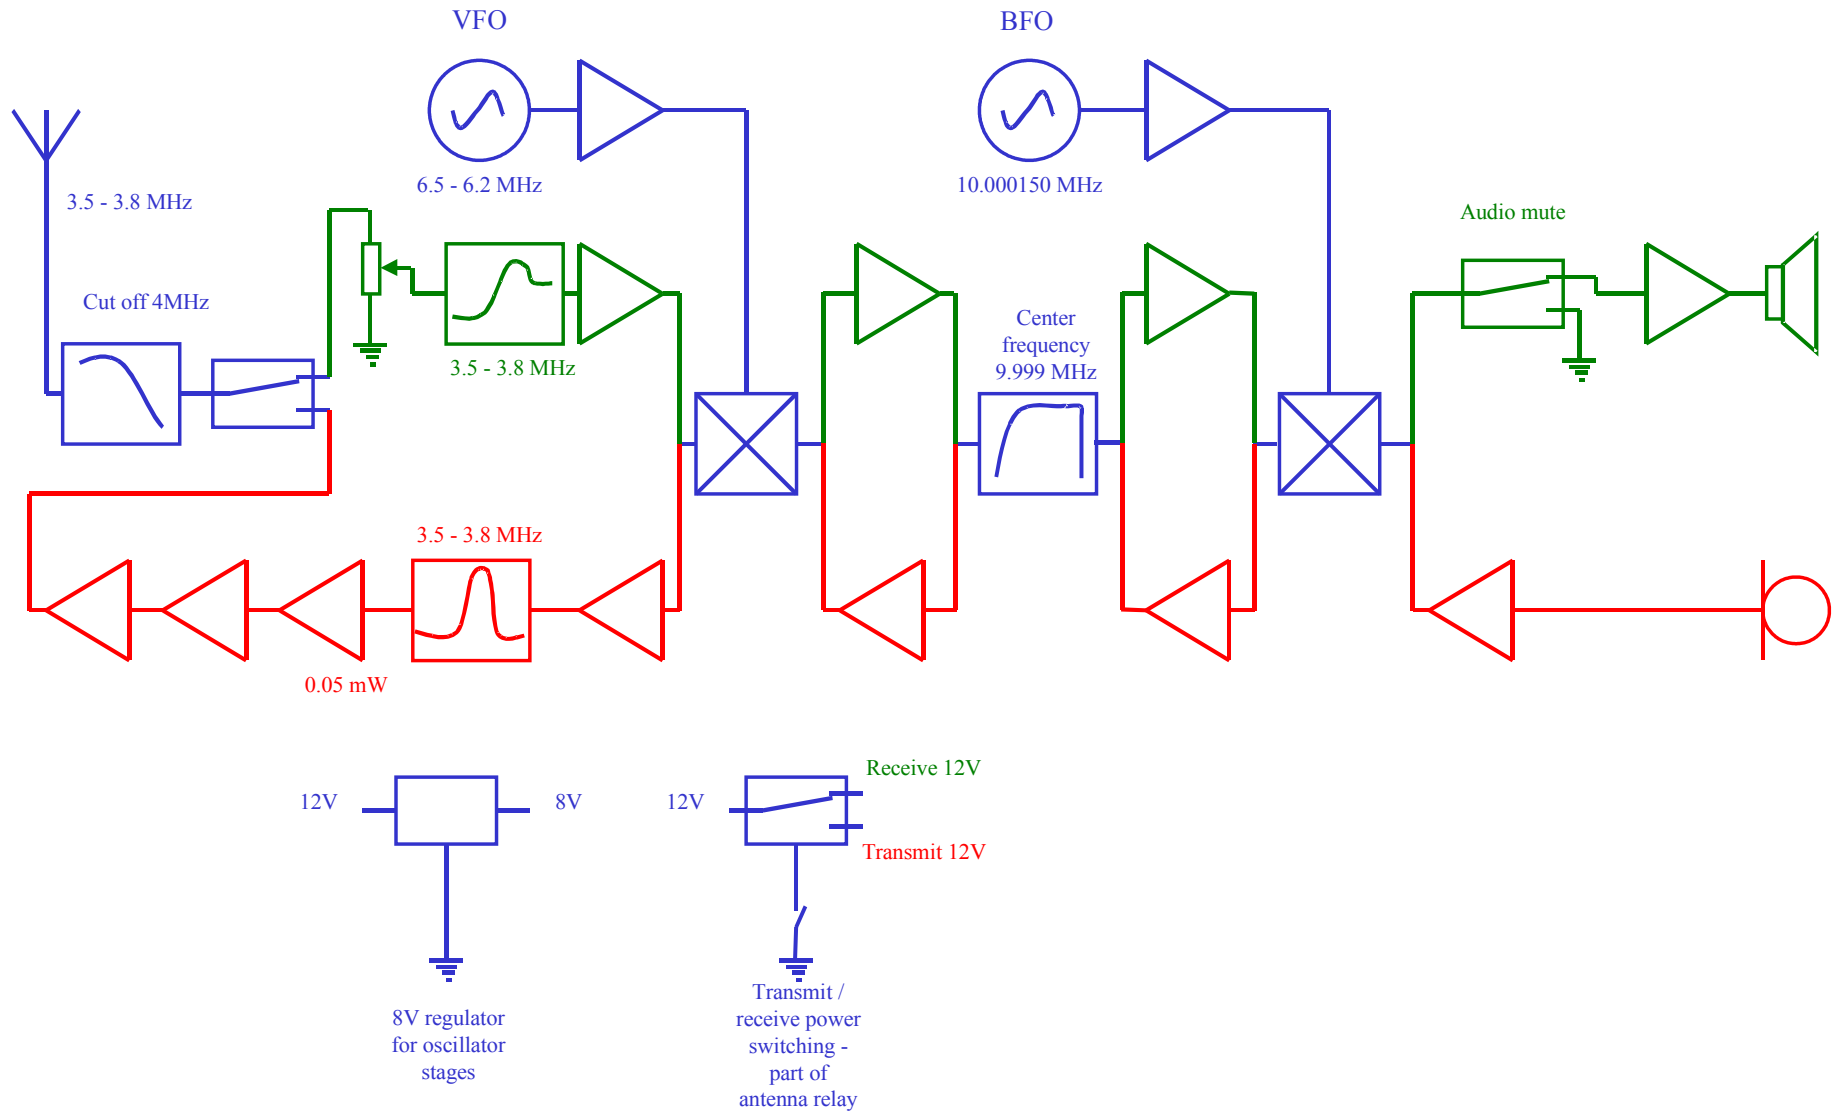 VFO
BFO
6.5 - 6.2 MHz
10.000150 MHz
3.5 - 3.8 MHz
Audio mute
Cut off 4MHz
Center
frequency
9.999 MHz
3.5 - 3.8 MHz
3.5 - 3.8 MHz
0.05 mW
Receive 12V
12V
8V
12V
Transmit 12V
8V regulator
for oscillator
stages
Transmit /
receive power
switching -
part of
antenna relay